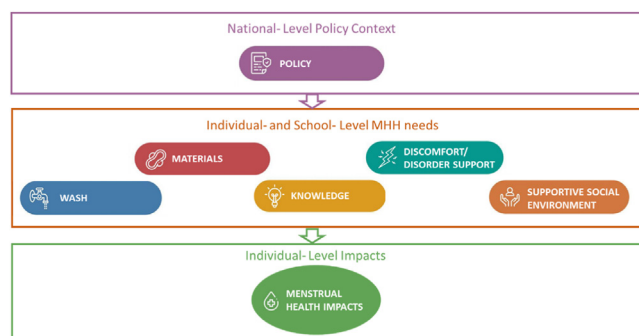 National- Level Policy Context
POLICY
Individual- and School- Level MHH needs
MATERIALS
DISCOMFORT/
DISORDER SUPPORT
WASH
KNOWLEDGE
SUPPORTIVE SOCIAL
ENVIRONMENT
Individual- Level Impacts
MENSTRUAL
HEALTH IMPACTS